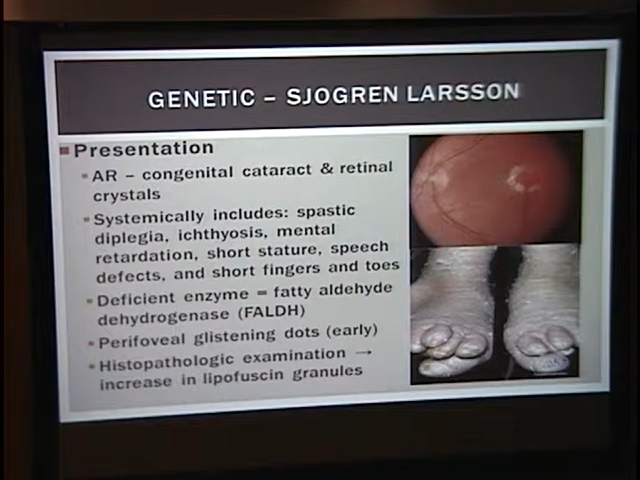 GENETIC – SJOGREN LARSSON
Presentation
AR – congenital cataract & retinal
crystals
Systemically includes: spastic
diplegia, ichthyosis, mental
retardation, short stature, speech
defects, and short fingers and toes
Deficient enzyme = fatty aldehyde
dehydrogenase (FALDH)
Perifoveal glistening dots (early)
Histopathologic examination →
increase in lipofuscin granules